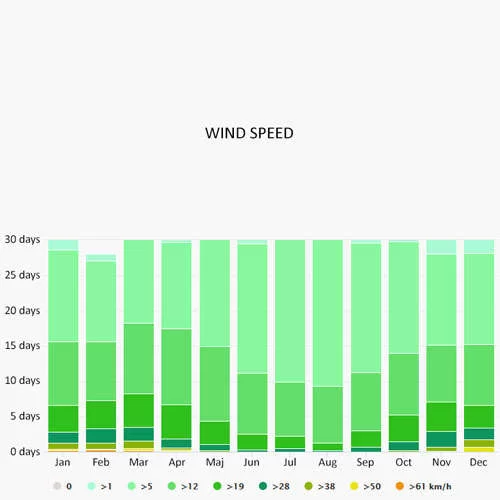 WIND SPEED
30 days
25 days
20 days
15 days
10 days
5 days
0 days
Jan Feb Mar Apr Maj Jun Jul Aug Sep Oct Nov Dec
0 >1 >5 >12 >19 >28 >38 >50 >61 km/h